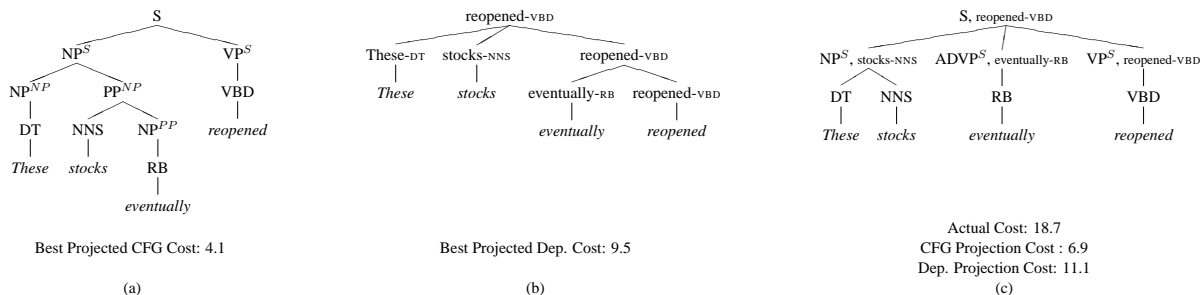 S
NP^S VP^S
NP^NP PP^NP VBD
DT NNS NP^PP reopened
These stocks RB
eventually
Best Projected CFG Cost: 4.1
(a)
reopened-VBD
These-DT stocks-NNS reopened-VBD
These stocks eventually-RB reopened-VBD
eventually reopened
Best Projected Dep. Cost: 9.5
(b)
S, reopened-VBD
NP^S, stocks-NNS ADVP^S, eventually-RB VP^S, reopened-VBD
DT NNS RB VBD
These stocks eventually reopened
Actual Cost: 18.7
CFG Projection Cost : 6.9
Dep. Projection Cost: 11.1
(c)